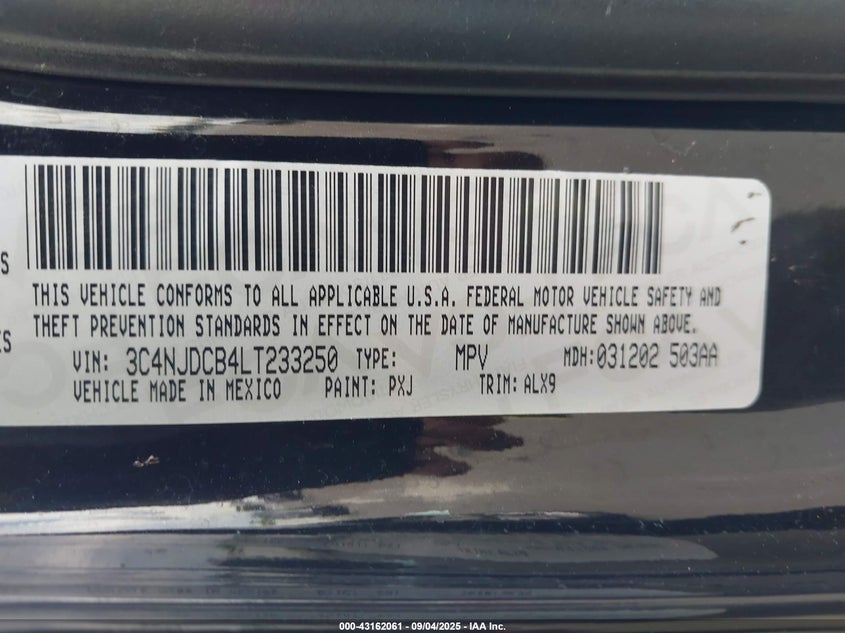 S
THIS VEHICLE CONFORMS TO ALL APPLICABLE U.S.A. FEDERAL MOTOR VEHICLE SAFETY AND
ES
THEFT PREVENTION STANDARDS IN EFFECT ON THE DATE OF MANUFACTURE SHOWN ABOVE.
VIN: 3C4NJDCB4LT233250 TYPE: MPV MDH:031202 503AA
VEHICLE MADE IN MEXICO PAINT: PXJ TRIM: ALX9
000-43162061 - 09/04/2025 - IAA Inc.